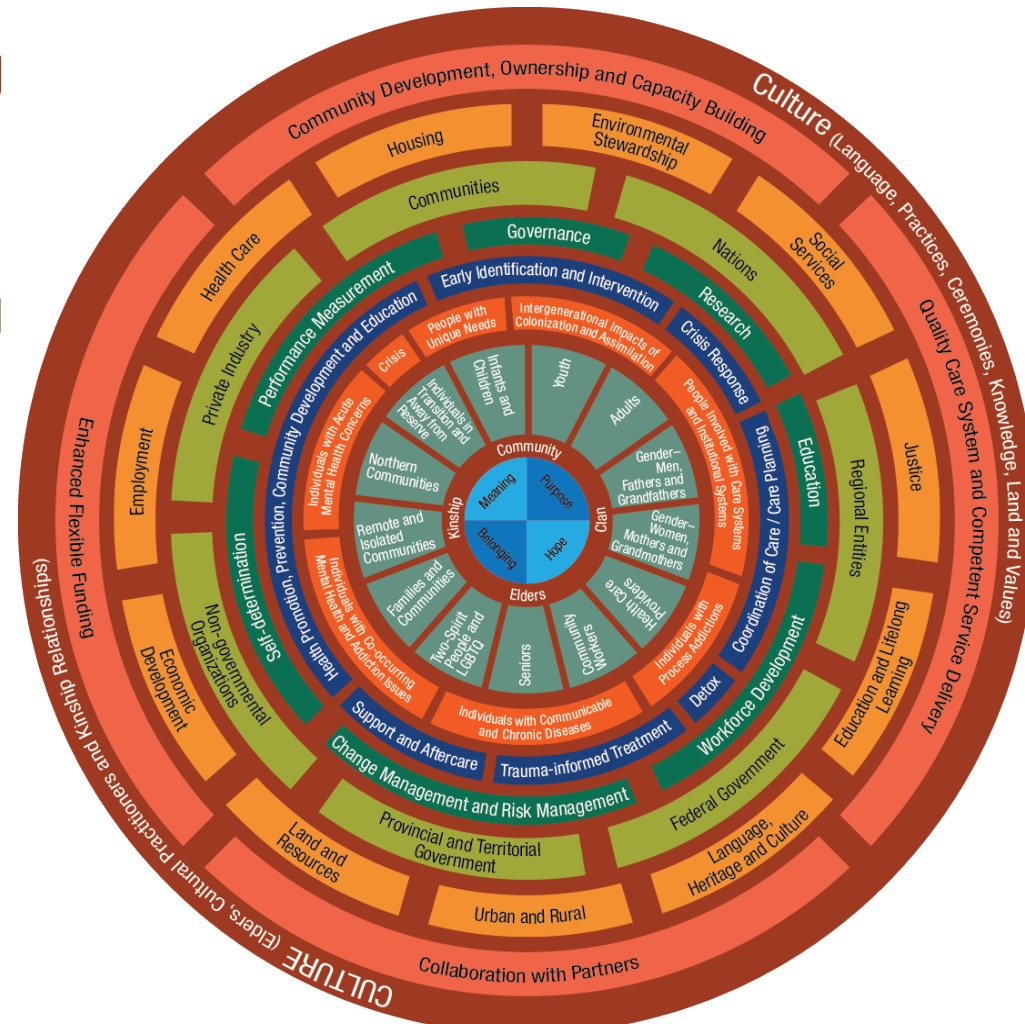 Culture (Language, Practices, Ceremonies, Knowledge, Land and Values)
CULTURE (Elders, Cultural Practitioners and Kinship Relationships)
Community Development, Ownership and Capacity Building
Quality Care System and Competent Service Delivery
Collaboration with Partners
Enhanced Flexible Funding
Housing
Environmental
Stewardship
Social
Services
Justice
Education and Lifelong
Learning
Language,
Heritage and Culture
Urban and Rural
Land and
Resources
Economic
Development
Employment
Health Care
Communities
Nations
Regional Entities
Federal Government
Provincial and Territorial
Government
Non-governmental
Organizations
Private Industry
Governance
Research
Education
Workforce Development
Change Management and Risk Management
Self-determination
Performance Measurement
Early Identification and Intervention
Crisis Response
Coordination of Care / Care Planning
Detox
Trauma-informed Treatment
Support and Aftercare
Health Promotion, Prevention, Community Development and Education
People with
Unique Needs
Intergenerational Impacts of
Colonization and Assimilation
People Involved with Care Systems
and Institutional Systems
Individuals with
Process Addictions
Individuals with Communicable
and Chronic Diseases
Individuals with Co-occurring
Mental Health and Addiction Issues
Individuals with Acute
Mental Health Concerns
Crisis
Infants and
Children
Youth
Adults
Gender–
Men,
Fathers and
Grandfathers
Gender–
Women,
Mothers and
Grandmothers
Health Care
Providers
Community
Workers
Seniors
Two-Spirit
People and
LGBTQ
Families and
Communities
Remote and
Isolated
Communities
Northern
Communities
Individuals in
Transition and
Away from
Reserve
Community
Clan
Elders
Kinship
Meaning
Purpose
Hope
Belonging